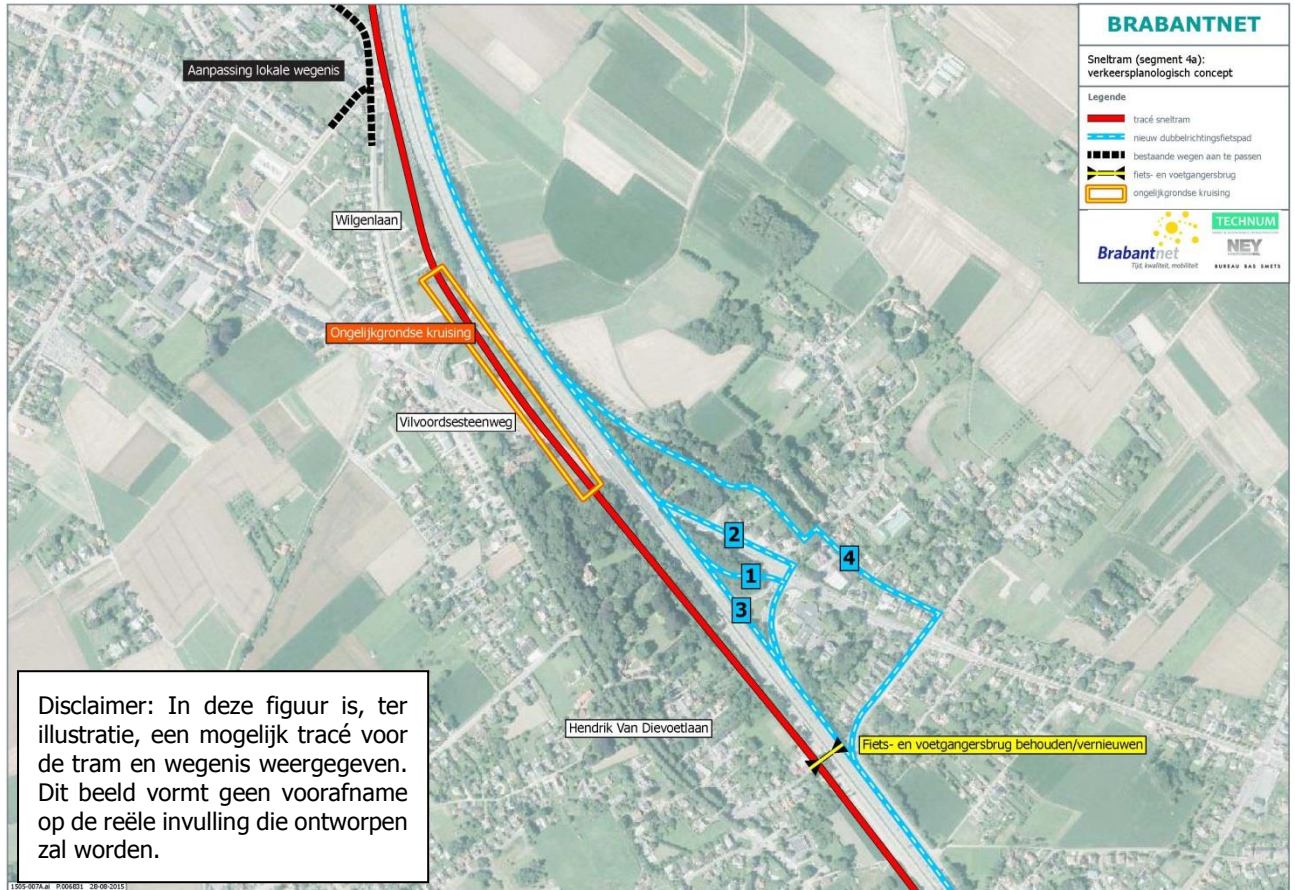 BRABANTNET
Sneltram (segment 4a):
verkeersplanologisch concept
Legende
tracé sneltram
nieuw dubbelrichtingsfietspad
bestaande wegen aan te passen
fiets- en voetgangersbrug
ongelijkgrondse kruising
Brabantnet
Tijd, kwaliteit, mobiliteit
TECHNUM
NEY
BUREAU BAS SMETS
Aanpassing lokale wegenis
Wilgenlaan
Ongelijkgrondse kruising
Vilvoordsesteenweg
2
4
1
3
Hendrik Van Dievoetlaan
Fiets- en voetgangersbrug behouden/vernieuwen
Disclaimer: In deze figuur is, ter
illustratie, een mogelijk tracé voor
de tram en wegenis weergegeven.
Dit beeld vormt geen voorafname
op de reële invulling die ontworpen
zal worden.
1505-007A.ai P.006831 28-08-2015